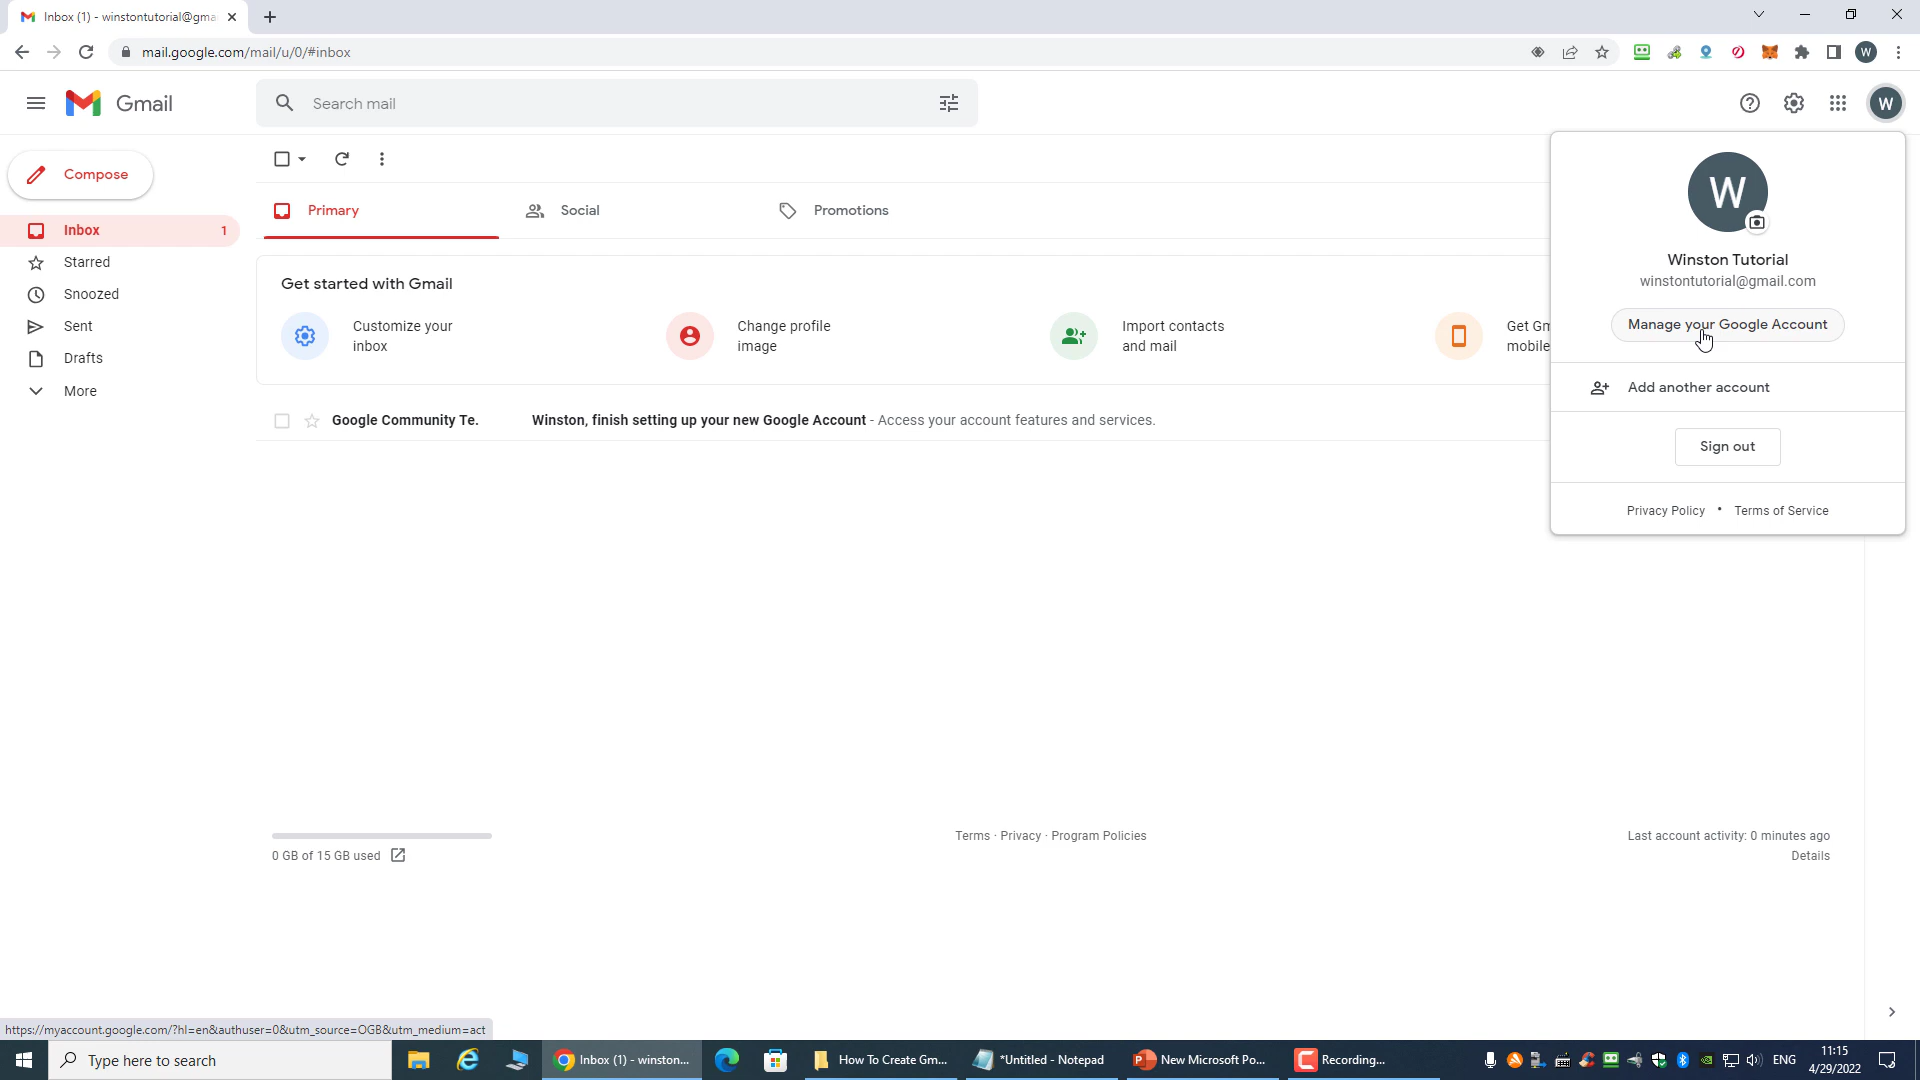 Inbox (1) - winstontutorial@gma
mail.google.com/mail/u/0/#inbox
W
Gmail
Search mail
W
Compose
Primary
Social
Promotions
Inbox 1
Starred
Snoozed
Sent
Drafts
More
Get started with Gmail
Customize your
inbox
Change profile
image
Import contacts
and mail
Get Gm
mobile
Google Community Te. Winston, finish setting up your new Google Account - Access your account features and services.
W
Winston Tutorial
winstontutorial@gmail.com
Manage your Google Account
Add another account
Sign out
Privacy Policy • Terms of Service
0 GB of 15 GB used
Terms · Privacy · Program Policies
Last account activity: 0 minutes ago
Details
https://myaccount.google.com/?hl=en&authuser=0&utm_source=OGB&utm_medium=act
Type here to search
Inbox (1) - winston...
How To Create Gm...
*Untitled - Notepad
New Microsoft Po...
Recording...
ENG
11:15
4/29/2022